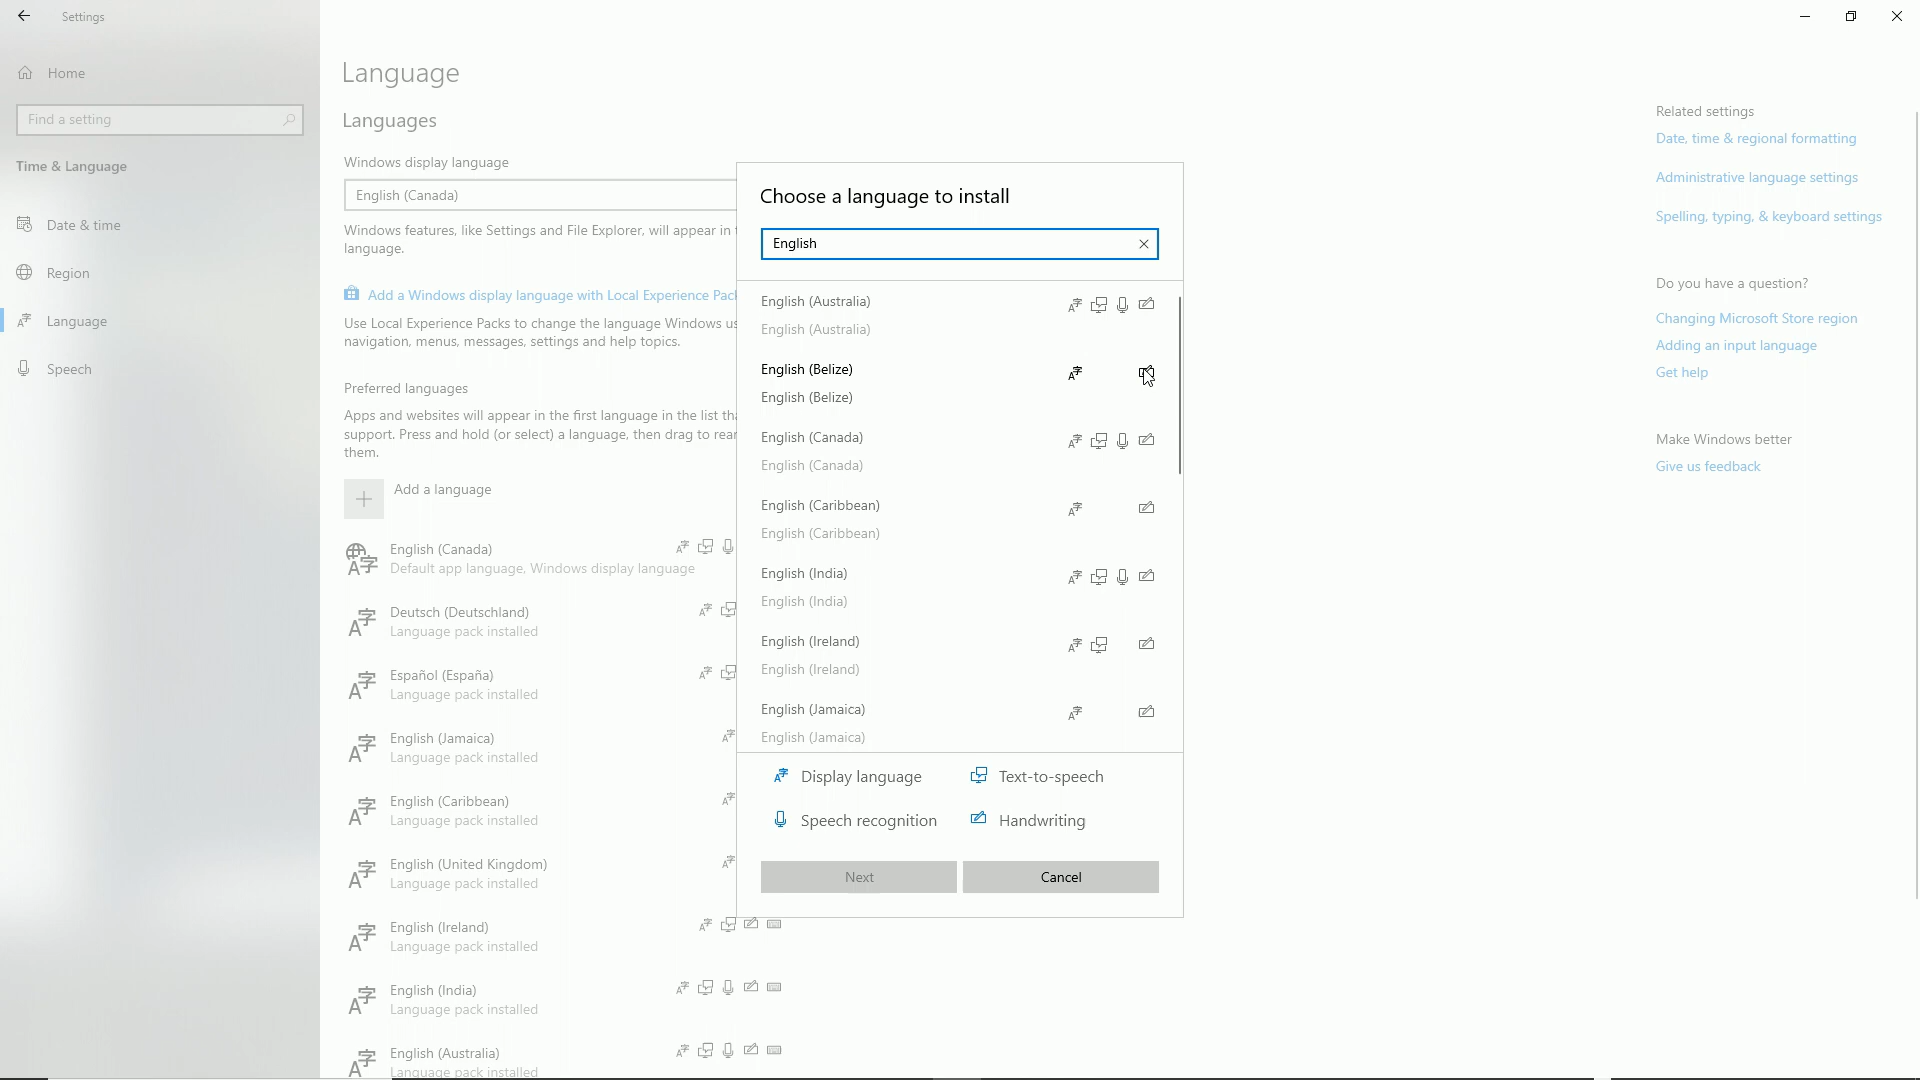 Settings
Home
Find a setting
Time & Language
Date & time
Region
Language
Speech
Language
Languages
Windows display language
English (Canada)
Windows features, like Settings and File Explorer, will appear in
language.
Add a Windows display language with Local Experience
Use Local Experience Packs to change the language Windows
navigation, menus, messages, settings and help topics.
Preferred languages
Apps and websites will appear in the first language in the list
support. Press and hold (or select) a language, then drag to
them.
Add a language
English (Canada)
Default app language, Windows display language
Deutsch (Deutschland)
Language pack installed
Español (España)
Language pack installed
English (Jamaica)
Language pack installed
English (Caribbean)
Language pack installed
English (United Kingdom)
Language pack installed
English (Ireland)
Language pack installed
English (India)
Language pack installed
English (Australia)
Language pack installed
Choose a language to install
English
English (Australia)
English (Australia)
English (Belize)
English (Belize)
English (Canada)
English (Canada)
English (Caribbean)
English (Caribbean)
English (India)
English (India)
English (Ireland)
English (Ireland)
English (Jamaica)
English (Jamaica)
Display language
Text-to-speech
Speech recognition
Handwriting
Next
Cancel
Related settings
Date, time & regional formatting
Administrative language settings
Spelling, typing, & keyboard settings
Do you have a question?
Changing Microsoft Store region
Adding an input language
Get help
Make Windows better
Give us feedback